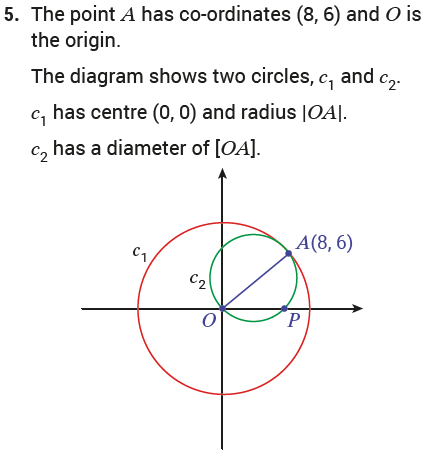 5. The point A has co-ordinates (8, 6) and O is
the origin.
The diagram shows two circles, c₁ and c₂.
c₁ has centre (0, 0) and radius |OA|.
c₂ has a diameter of [OA].
A(8, 6)
c₁
c₂
O
P